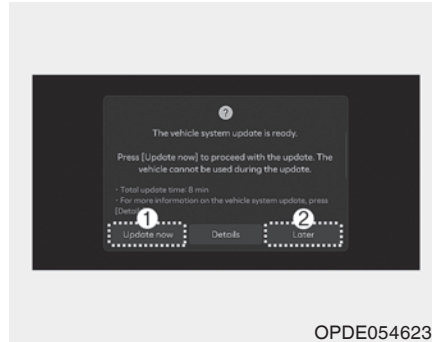 ?
The vehicle system update is ready.
Press [Update now] to proceed with the update. The
vehicle cannot be used during the update.
· Total update time: 8 min
· For more information on the vehicle system update, press
[Detail
1
2
Update now
Details
Later
OPDE054623